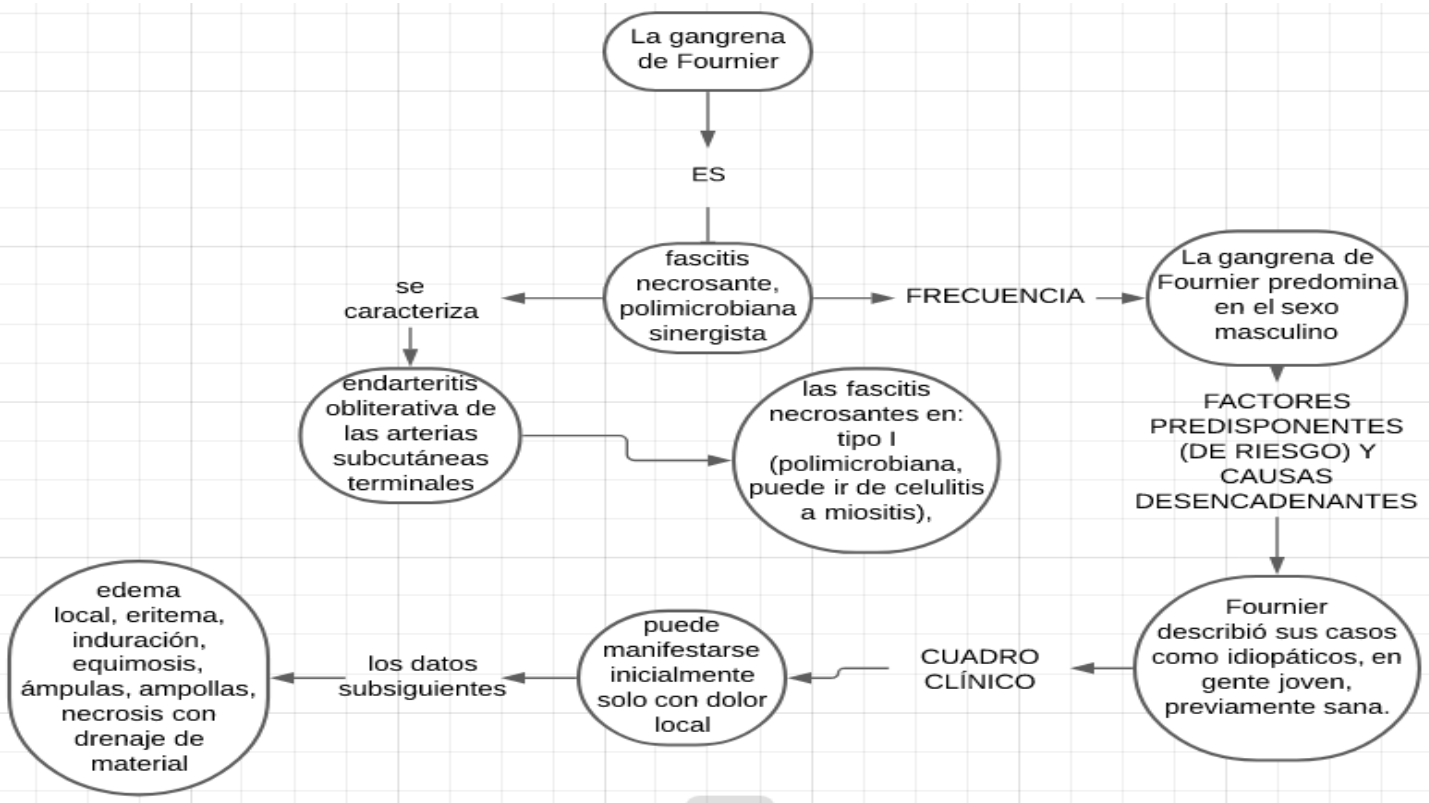 La gangrena
de Fournier
ES
fascitis
necrosante,
polimicrobiana
sinergista
se
caracteriza
FRECUENCIA
La gangrena de
Fournier predomina
en el sexo
masculino
endarteritis
obliterativa de
las arterias
subcutáneas
terminales
las fascitis
necrosantes en:
tipo I
(polimicrobiana,
puede ir de celulitis
a miositis),
FACTORES
PREDISPONENTES
(DE RIESGO) Y
CAUSAS
DESENCADENANTES
Fournier
describió sus casos
como idiopáticos, en
gente joven,
previamente sana.
CUADRO
CLÍNICO
puede
manifestarse
inicialmente
solo con dolor
local
los datos
subsiguientes
edema
local, eritema,
induración,
equimosis,
ámpulas, ampollas,
necrosis con
drenaje de
material